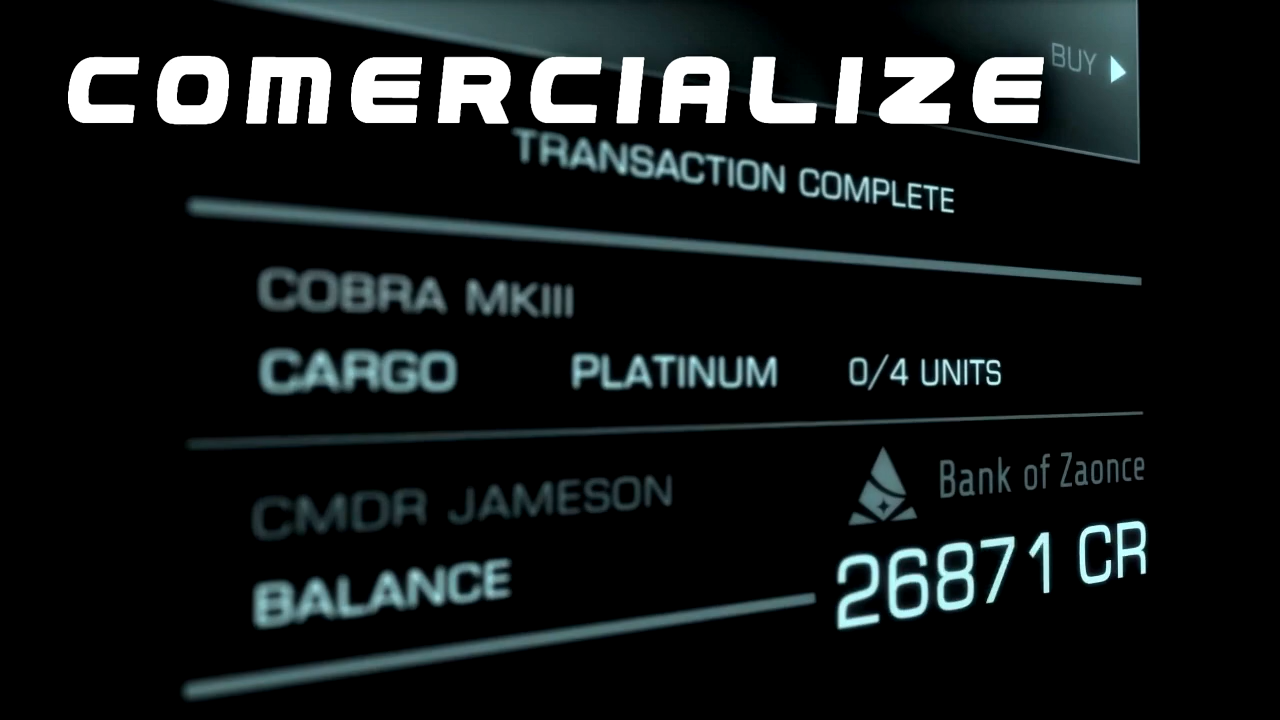 COMERCIALIZE
BUY
TRANSACTION COMPLETE
COBRA MKIII
CARGO PLATINUM 0/4 UNITS
CMDR JAMESON
Bank of Zaonce
BALANCE 26871 CR